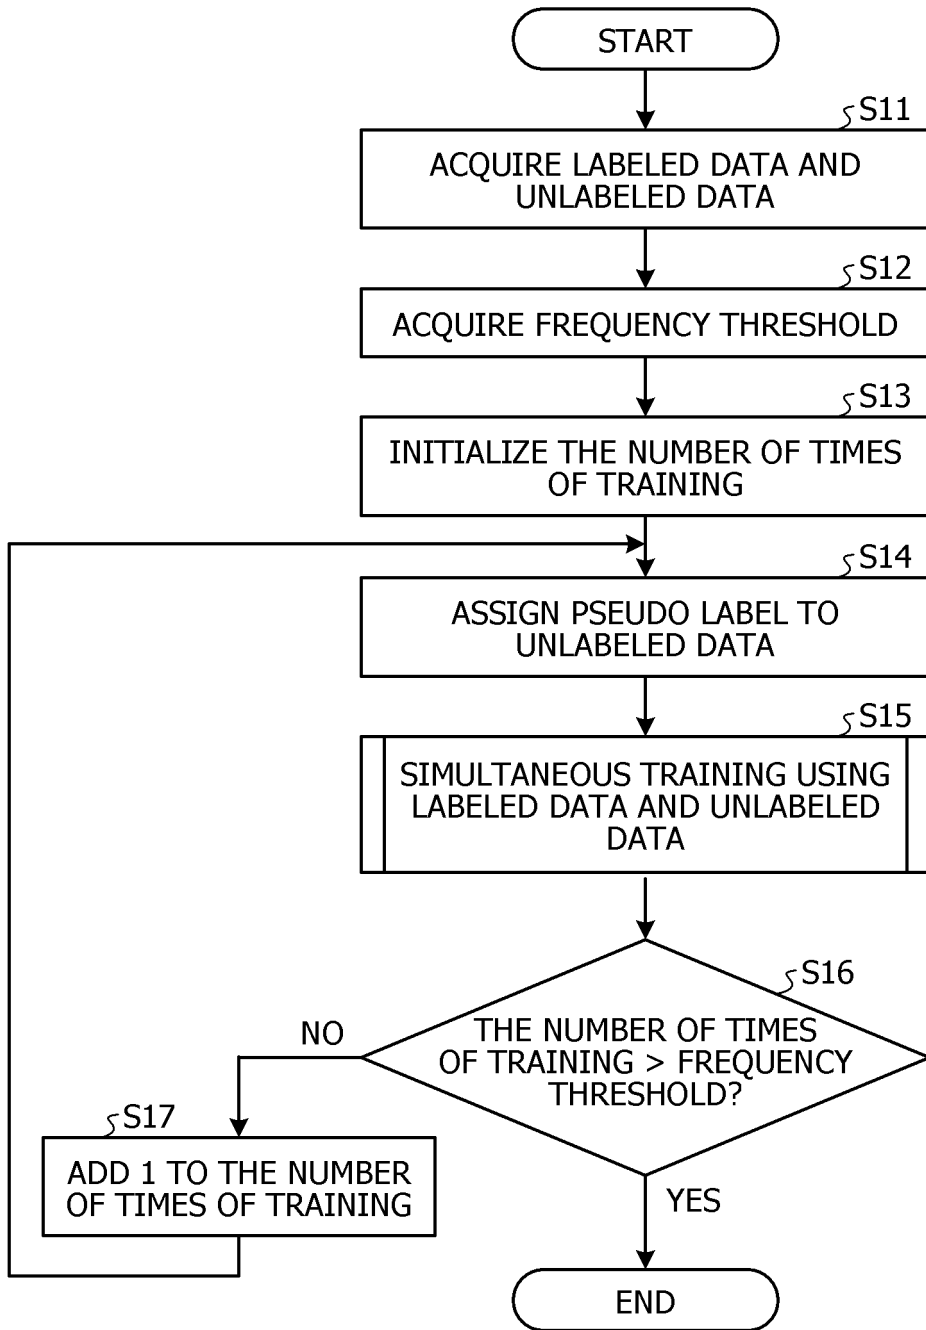 START
S11
ACQUIRE LABELED DATA AND
UNLABELED DATA
S12
ACQUIRE FREQUENCY THRESHOLD
S13
INITIALIZE THE NUMBER OF TIMES
OF TRAINING
S14
ASSIGN PSEUDO LABEL TO
UNLABELED DATA
S15
SIMULTANEOUS TRAINING USING
LABELED DATA AND UNLABELED
DATA
S16
THE NUMBER OF TIMES
OF TRAINING > FREQUENCY
THRESHOLD?
NO
S17
ADD 1 TO THE NUMBER
OF TIMES OF TRAINING
YES
END